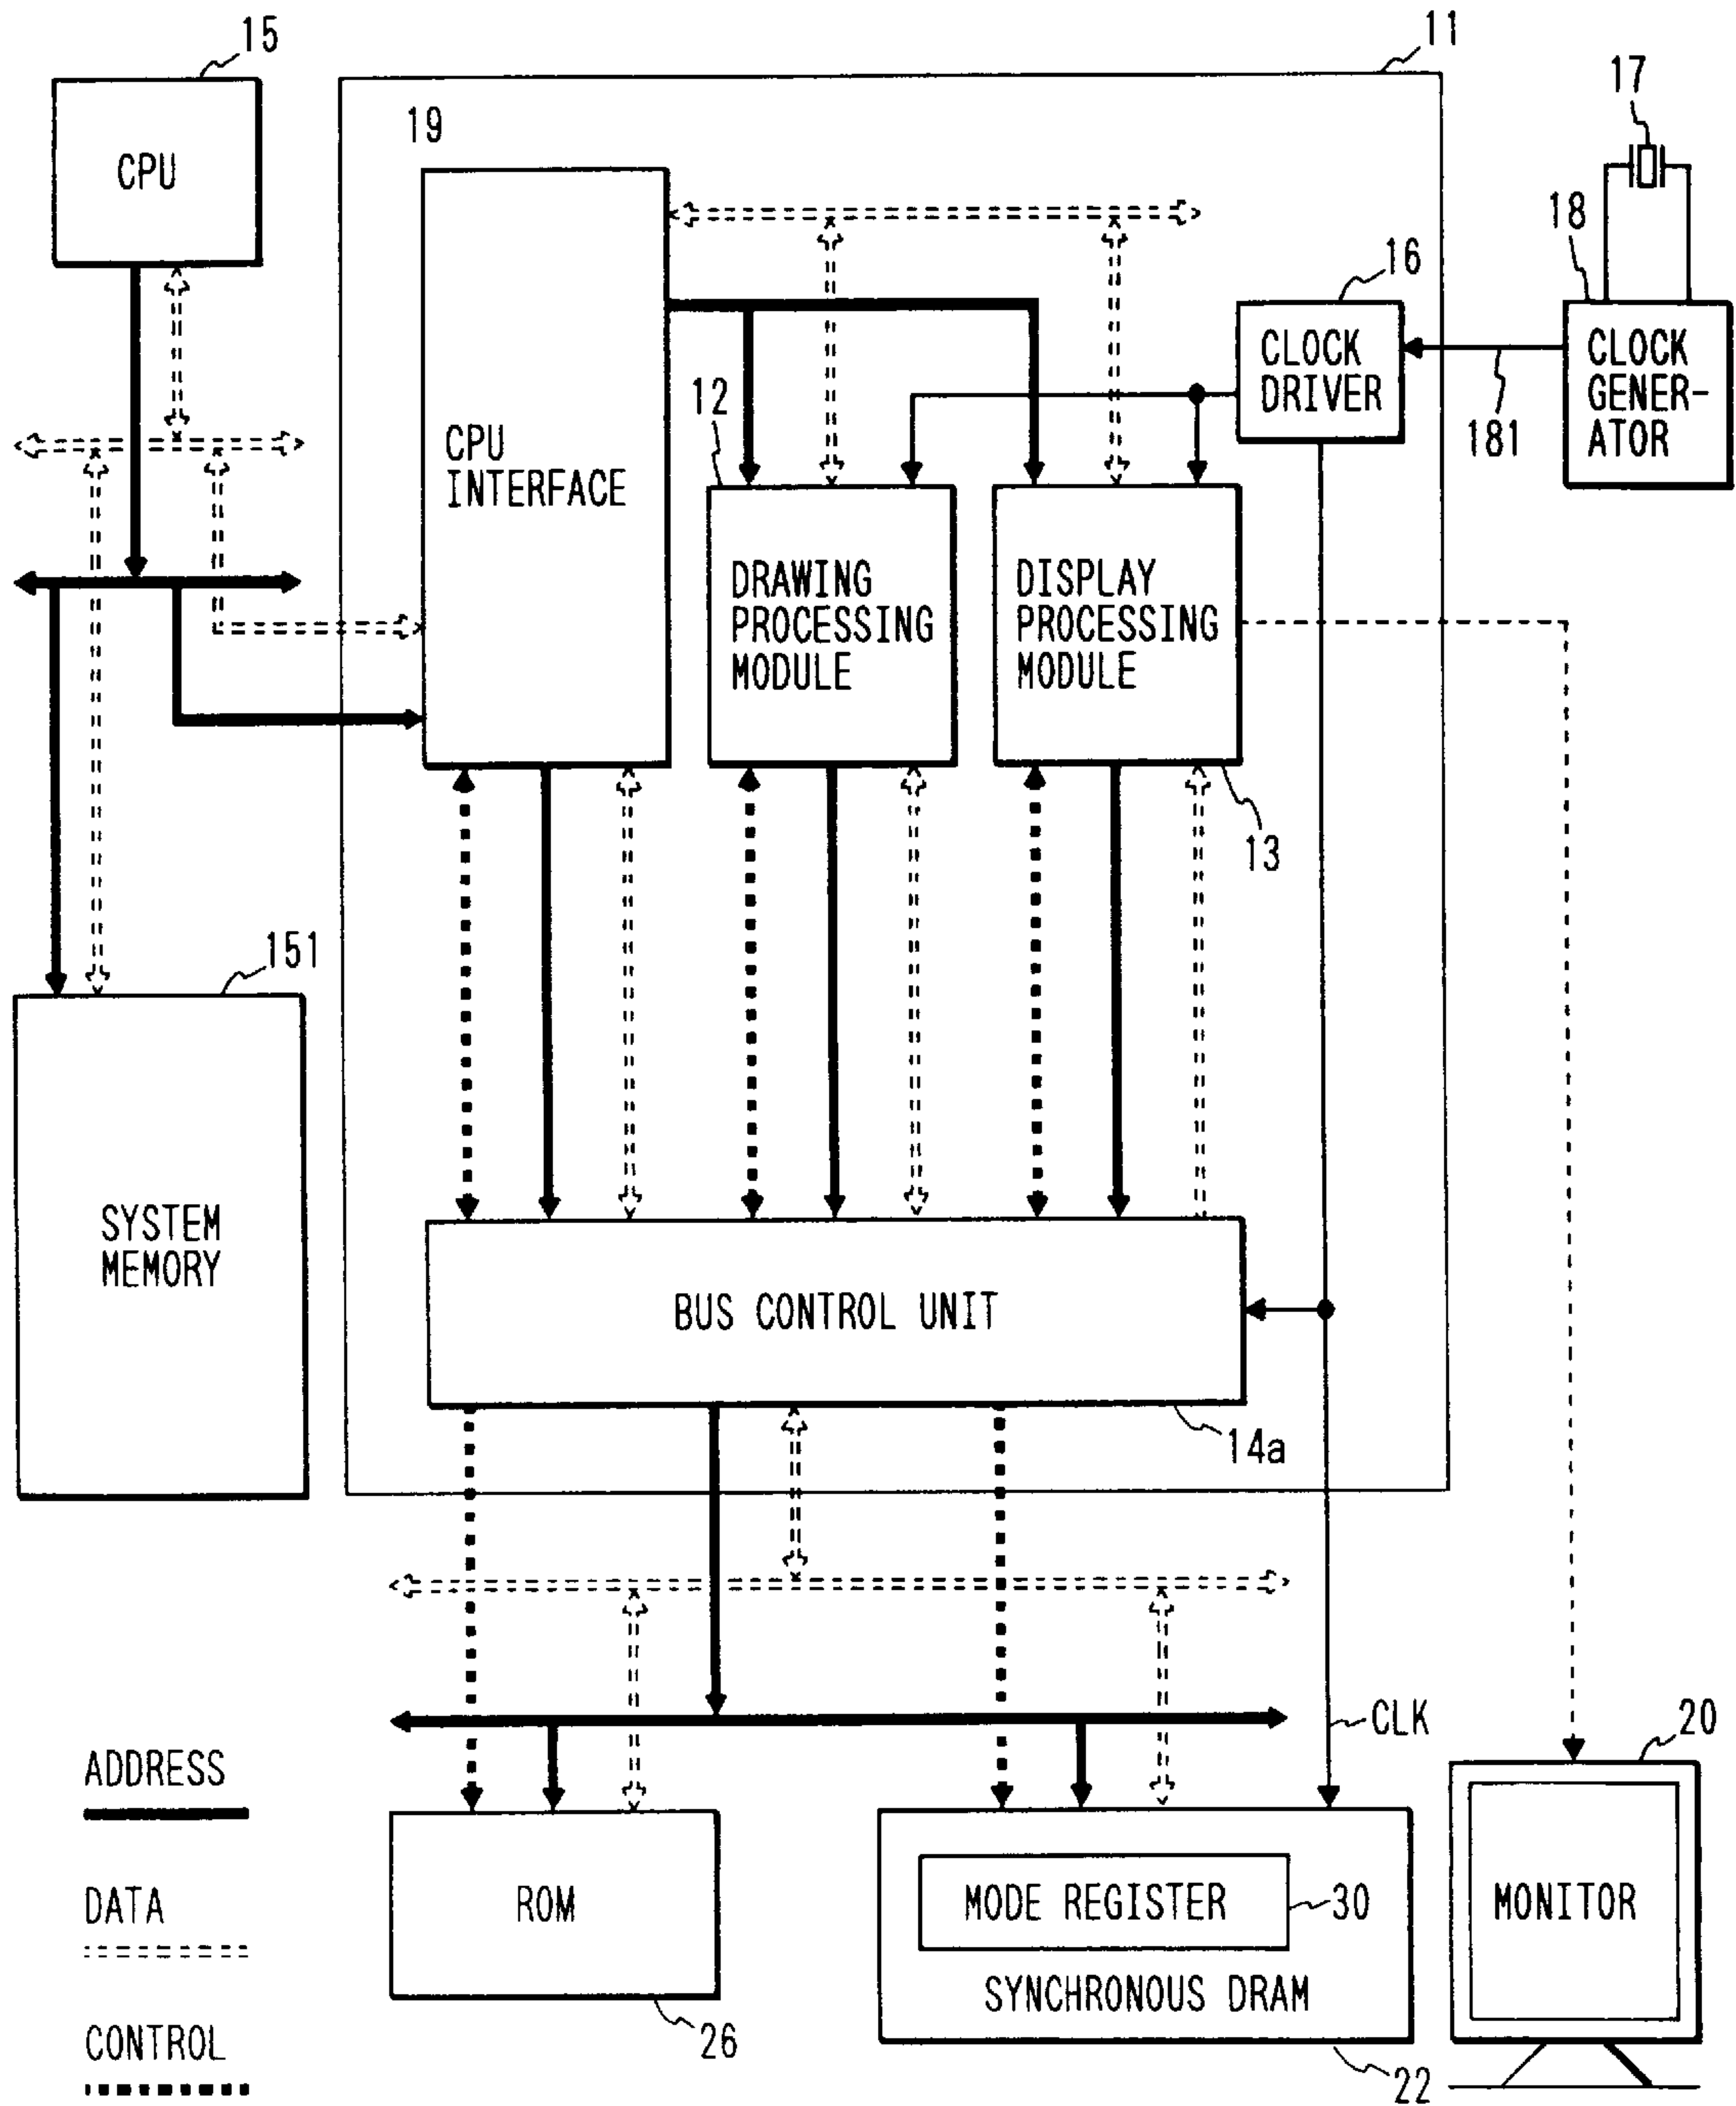 15
11
17
19
CPU
18
16
CLOCK
DRIVER
CLOCK
GENER-
ATOR
12
181
CPU
INTERFACE
DRAWING
PROCESSING
MODULE
DISPLAY
PROCESSING
MODULE
13
151
SYSTEM
MEMORY
BUS CONTROL UNIT
14a
CLK
20
ADDRESS
MODE REGISTER
30
ROM
MONITOR
DATA
SYNCHRONOUS DRAM
26
CONTROL
22